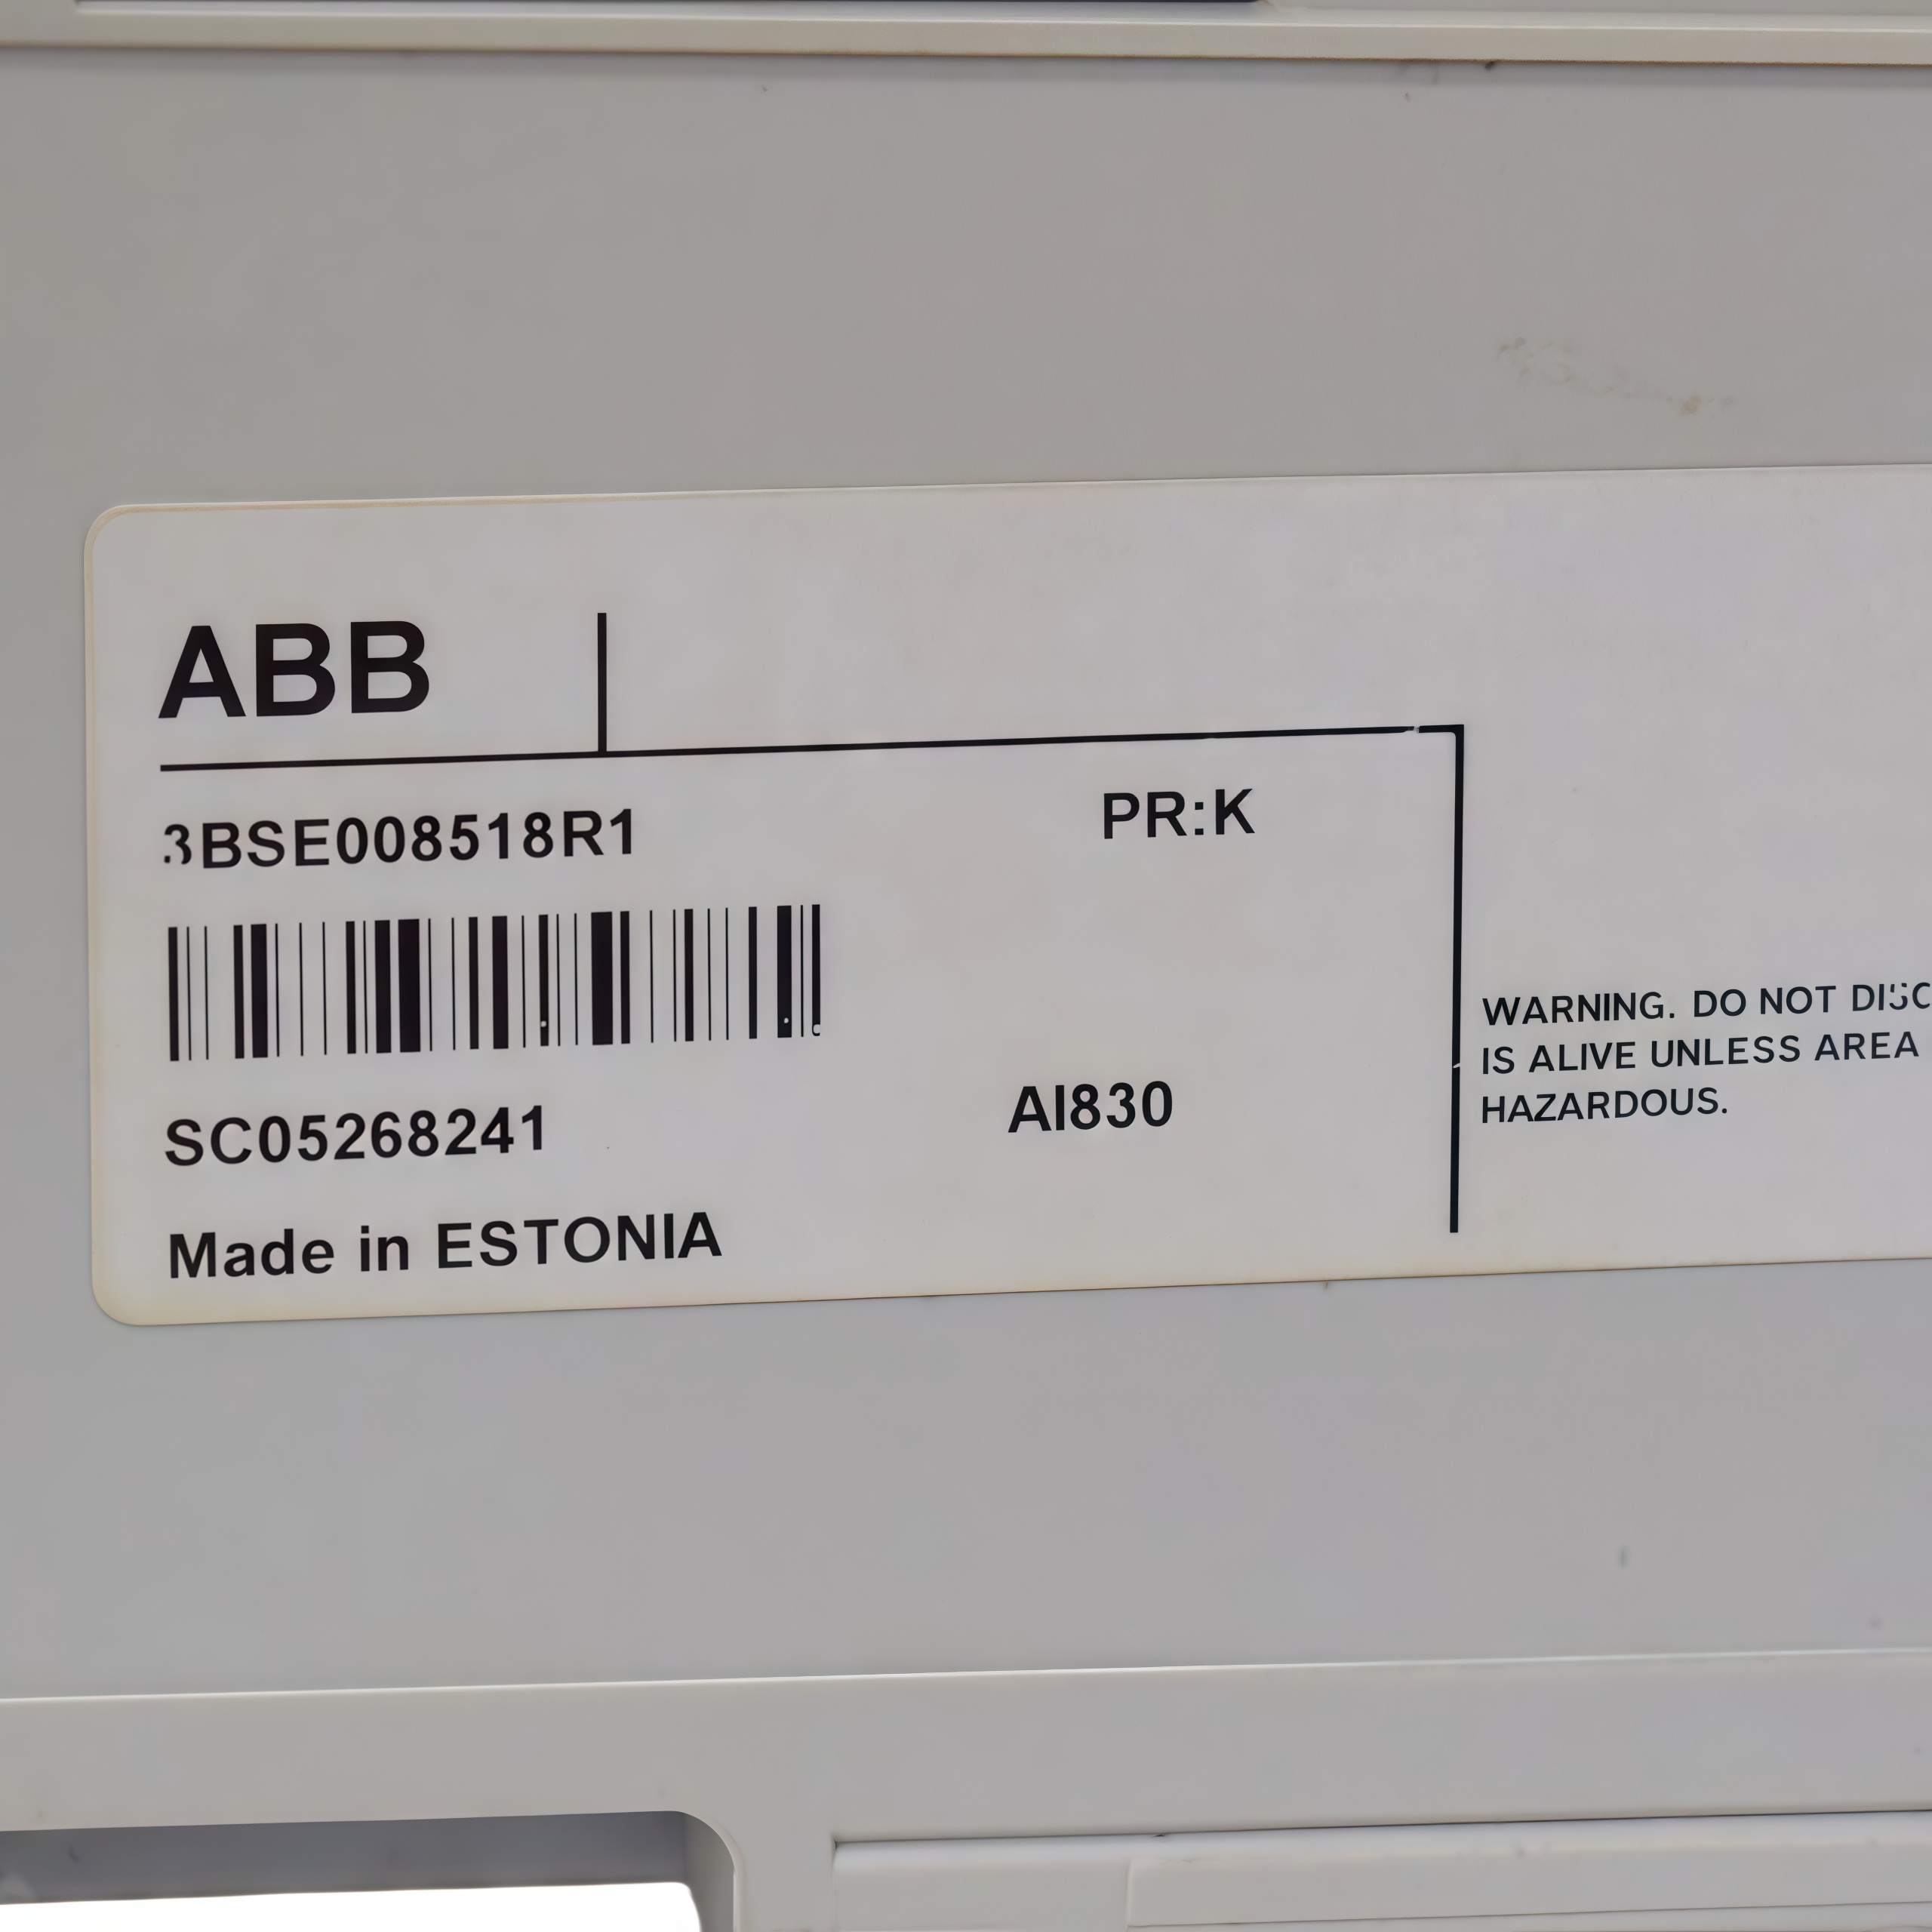 ABB
3BSE008518R1 PR:K
SC05268241 AI830
Made in ESTONIA
WARNING. DO NOT
IS ALIVE UNLESS AREA
HAZARDOUS.